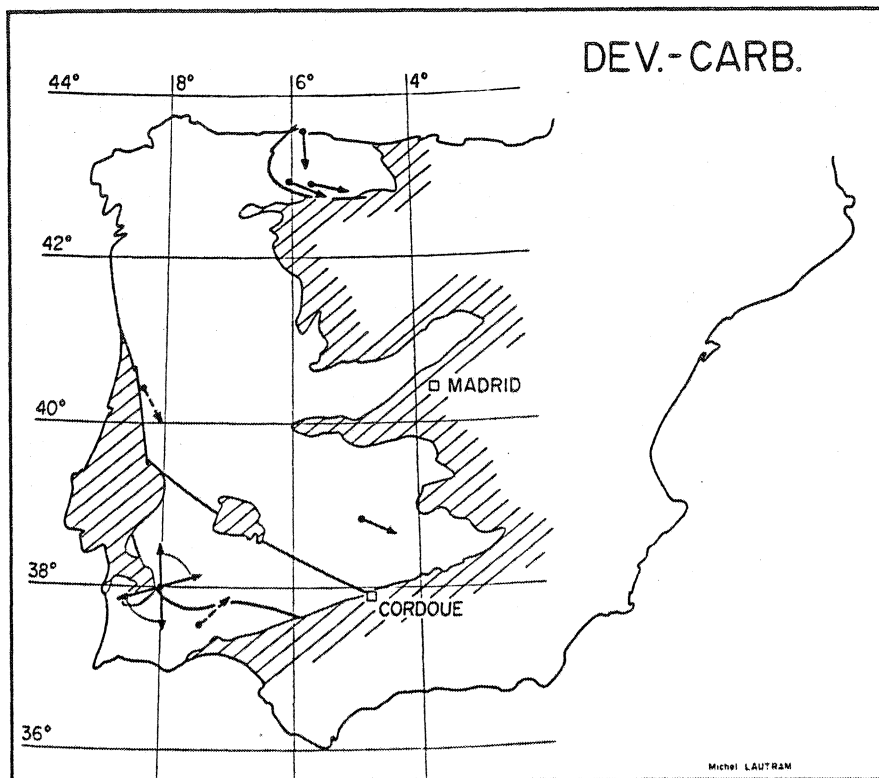 DEV.-CARB.
44° 8° 6° 4°
42°
MADRID
40°
38°
CORDOUE
36°
Michel LAUTRAM